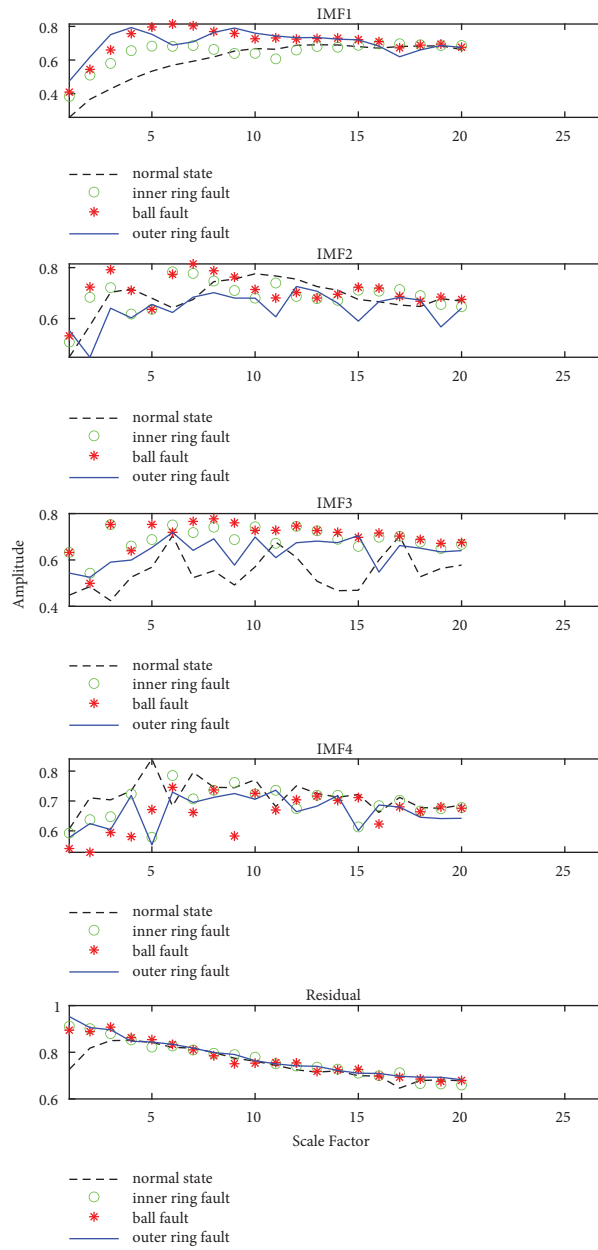 IMF1
0.8
0.6
0.4
5 10 15 20 25
normal state
inner ring fault
ball fault
outer ring fault
IMF2
0.8
0.6
5 10 15 20 25
normal state
inner ring fault
ball fault
outer ring fault
IMF3
0.8
0.6
0.4
Amplitude
5 10 15 20 25
normal state
inner ring fault
ball fault
outer ring fault
IMF4
0.8
0.7
0.6
5 10 15 20 25
normal state
inner ring fault
ball fault
outer ring fault
Residual
1
0.8
0.6
5 10 15 20 25
Scale Factor
normal state
inner ring fault
ball fault
outer ring fault